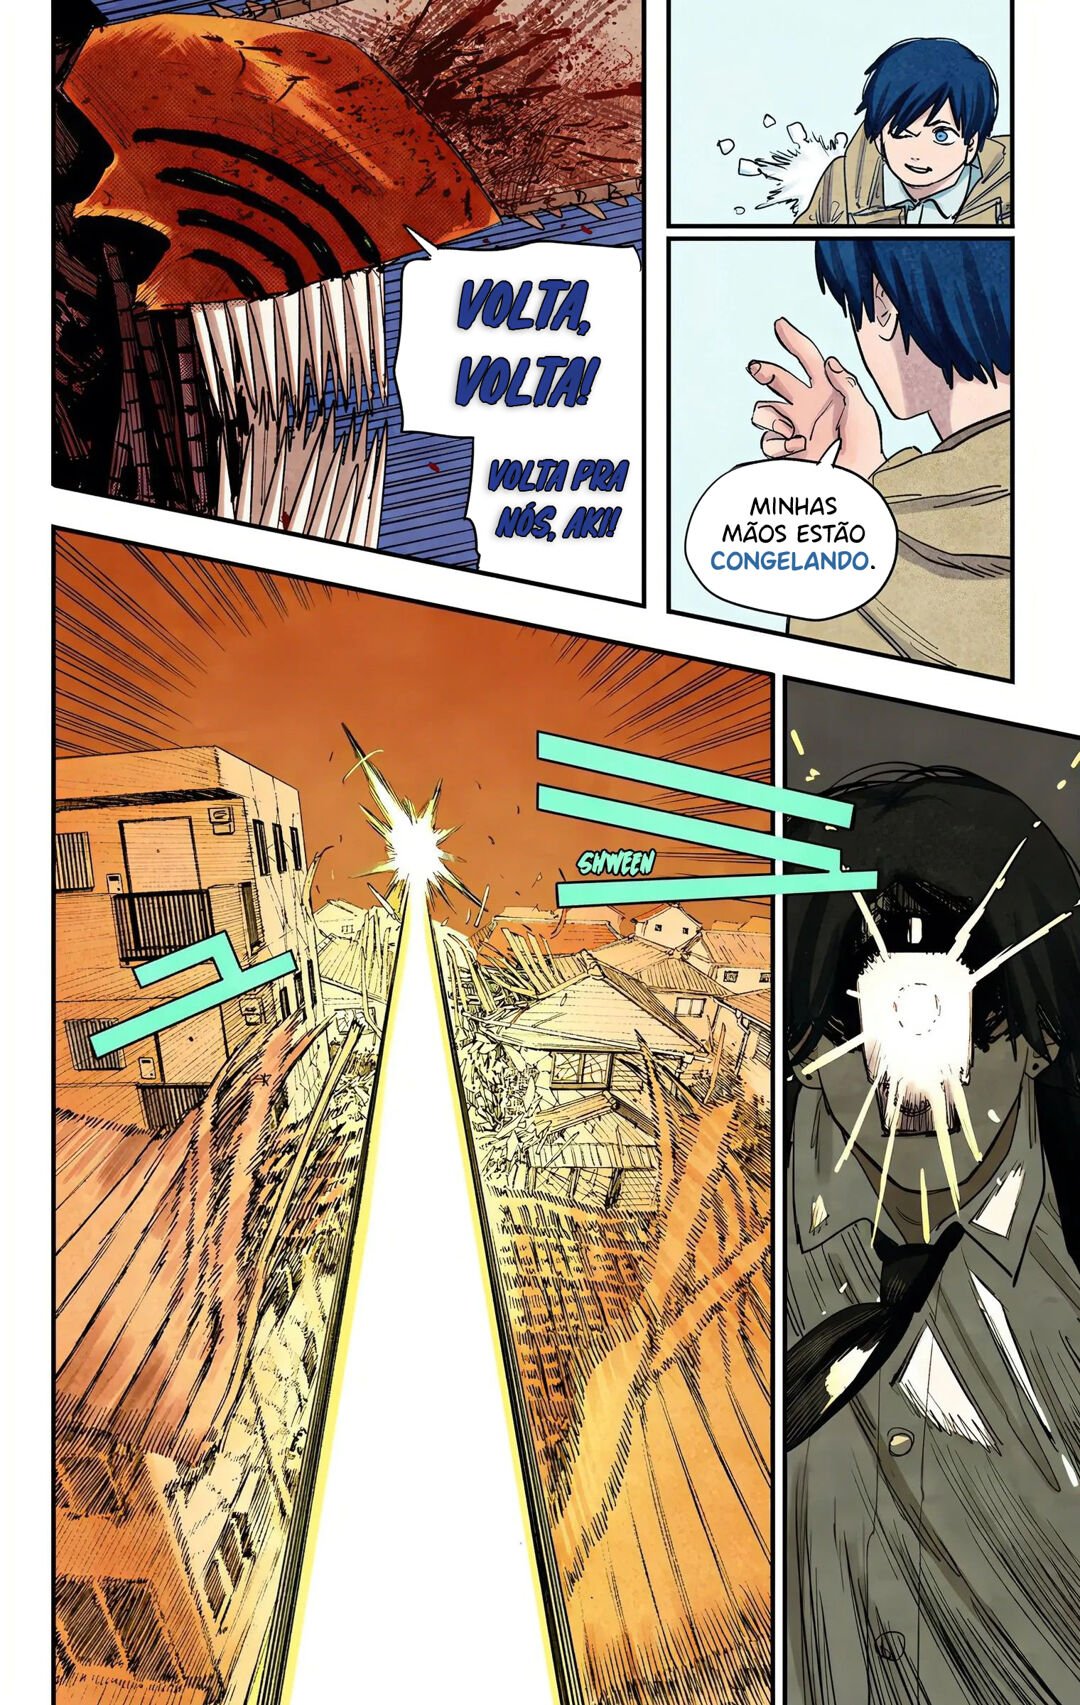 VOLTA,
VOLTA!
VOLTA PRA
NÓS, AKI!
MINHAS
MÃOS ESTÃO
CONGELANDO.
SHWEEN